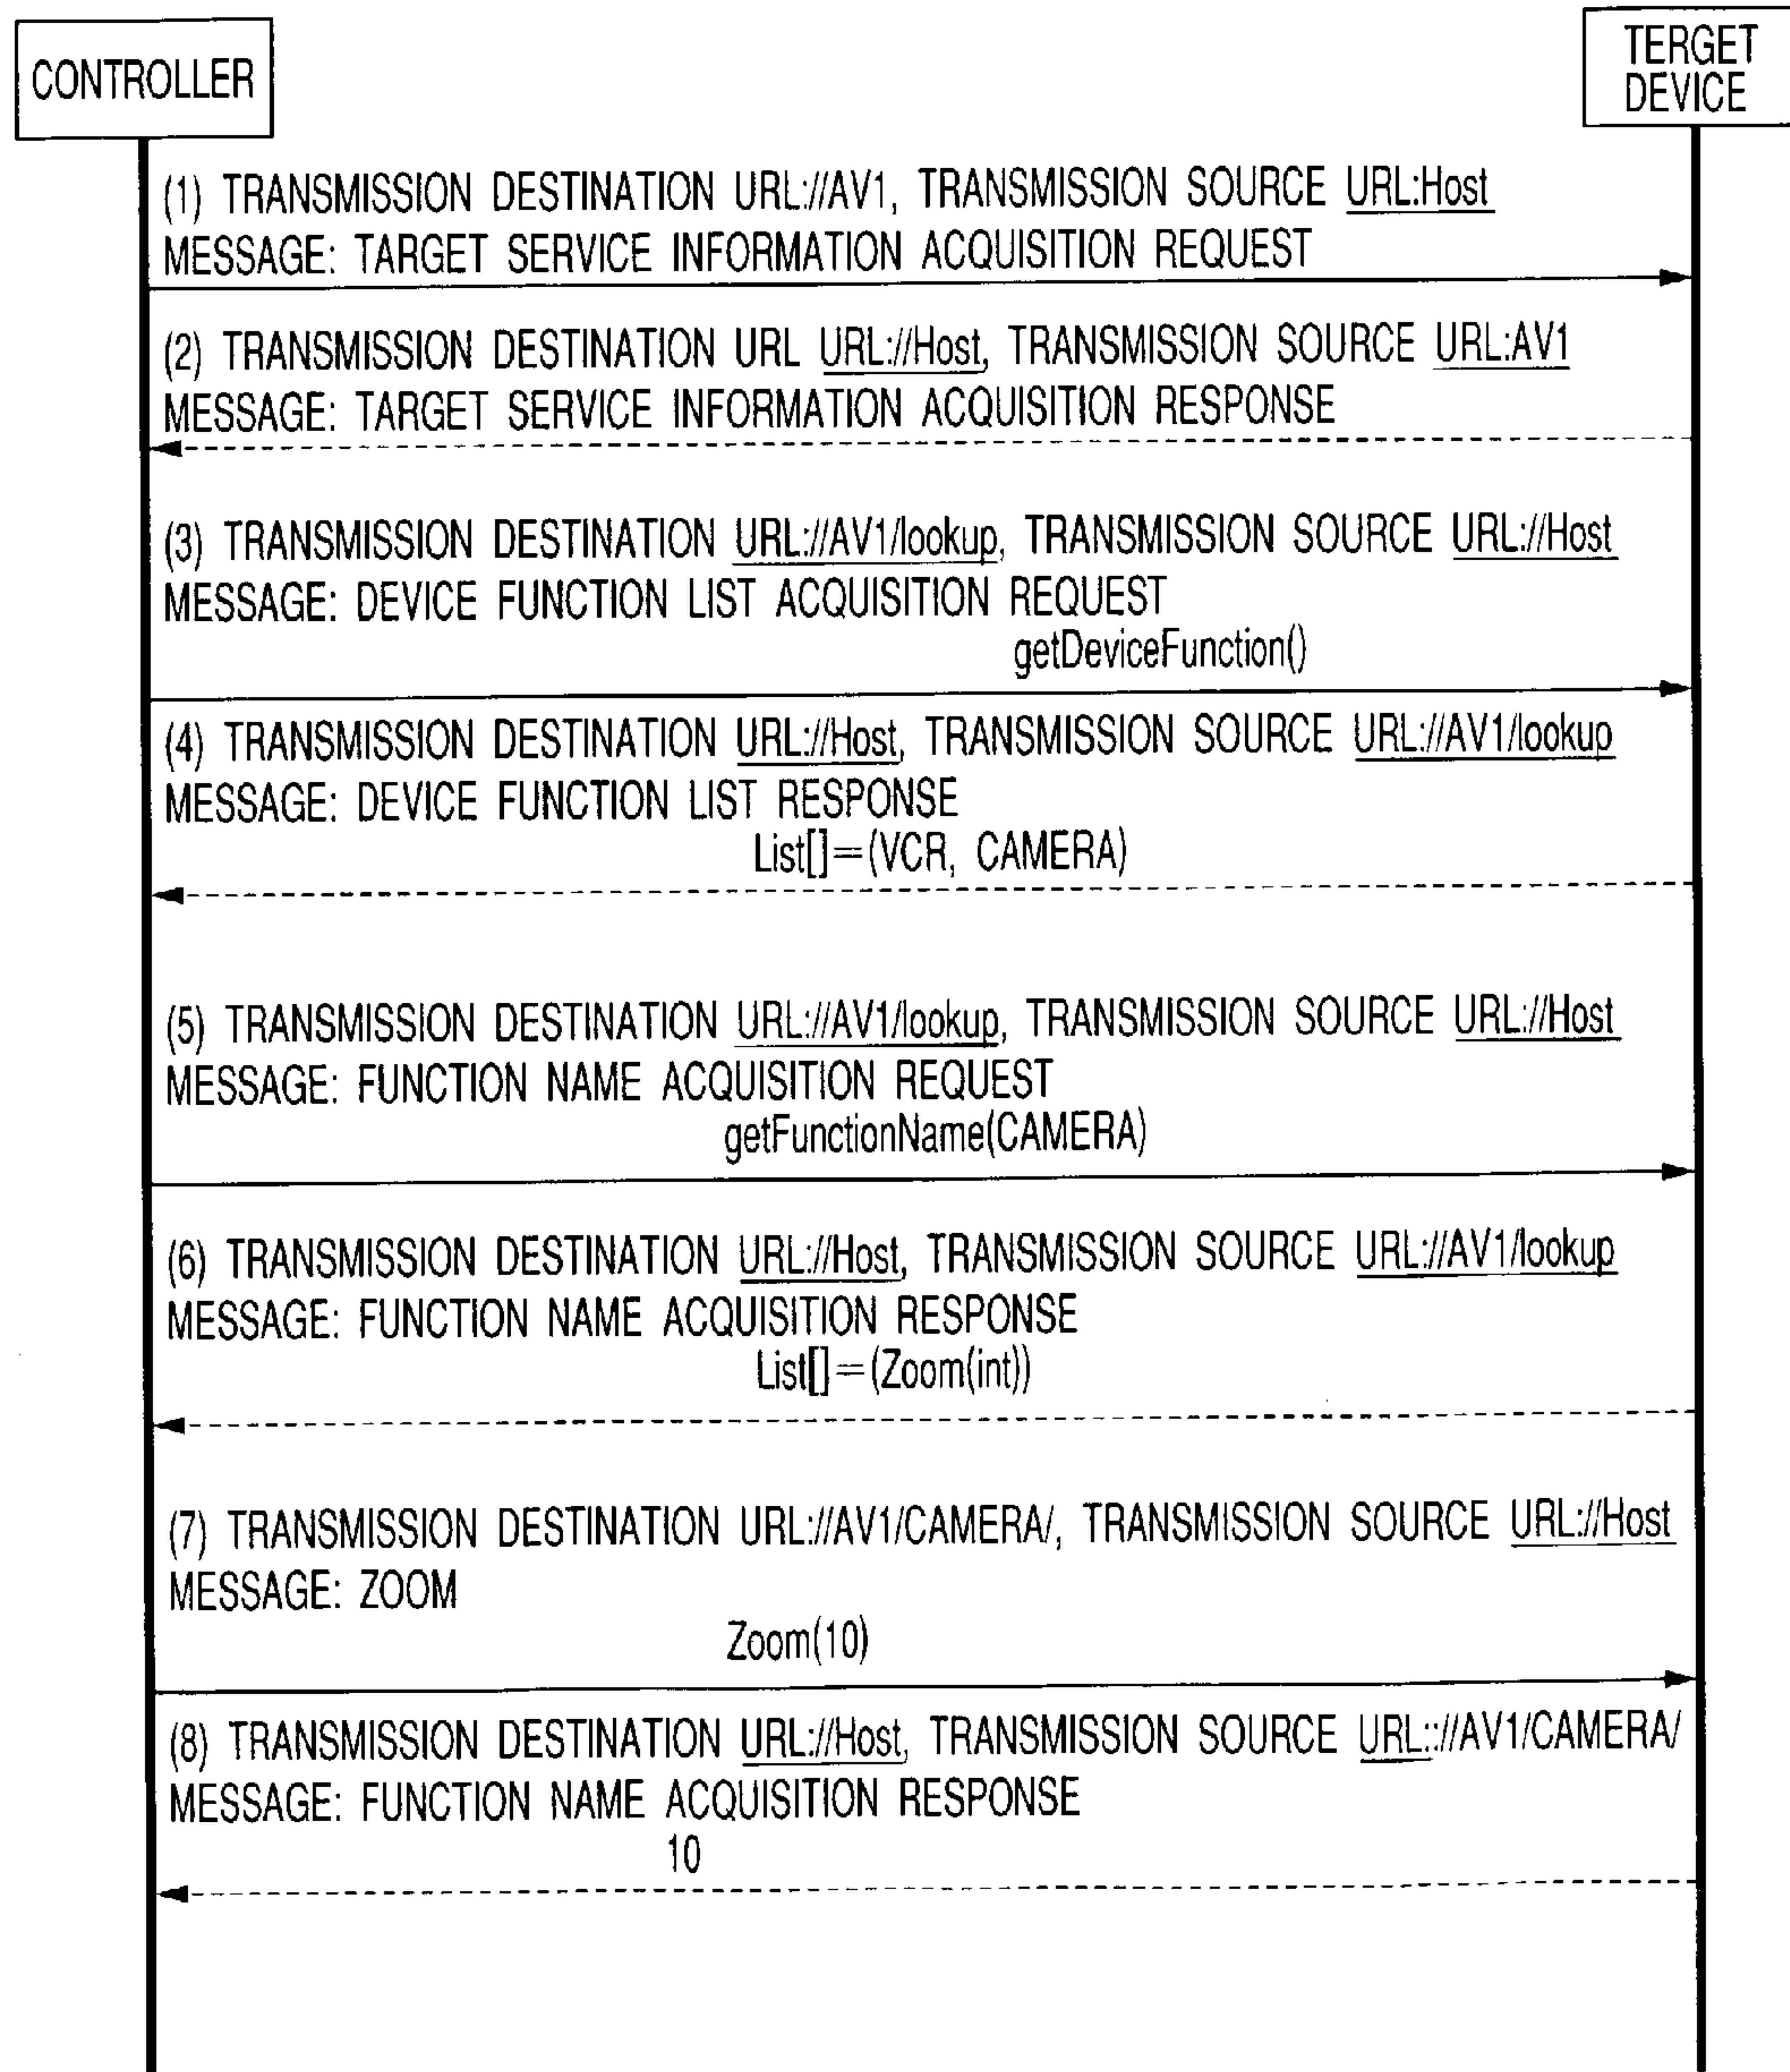 CONTROLLER
TERGET
DEVICE
(1) TRANSMISSION DESTINATION URL://AV1, TRANSMISSION SOURCE URL:Host
MESSAGE: TARGET SERVICE INFORMATION ACQUISITION REQUEST
(2) TRANSMISSION DESTINATION URL URL://Host, TRANSMISSION SOURCE URL:AV1
MESSAGE: TARGET SERVICE INFORMATION ACQUISITION RESPONSE
(3) TRANSMISSION DESTINATION URL://AV1/lookup, TRANSMISSION SOURCE URL://Host
MESSAGE: DEVICE FUNCTION LIST ACQUISITION REQUEST
getDeviceFunction()
(4) TRANSMISSION DESTINATION URL://Host, TRANSMISSION SOURCE URL://AV1/lookup
MESSAGE: DEVICE FUNCTION LIST RESPONSE
List[]=(VCR, CAMERA)
(5) TRANSMISSION DESTINATION URL://AV1/lookup, TRANSMISSION SOURCE URL://Host
MESSAGE: FUNCTION NAME ACQUISITION REQUEST
getFunctionName(CAMERA)
(6) TRANSMISSION DESTINATION URL://Host, TRANSMISSION SOURCE URL://AV1/lookup
MESSAGE: FUNCTION NAME ACQUISITION RESPONSE
List[]=(Zoom(int))
(7) TRANSMISSION DESTINATION URL://AV1/CAMERA/, TRANSMISSION SOURCE URL://Host
MESSAGE: ZOOM
Zoom(10)
(8) TRANSMISSION DESTINATION URL://Host, TRANSMISSION SOURCE URL:://AV1/CAMERA/
MESSAGE: FUNCTION NAME ACQUISITION RESPONSE
10